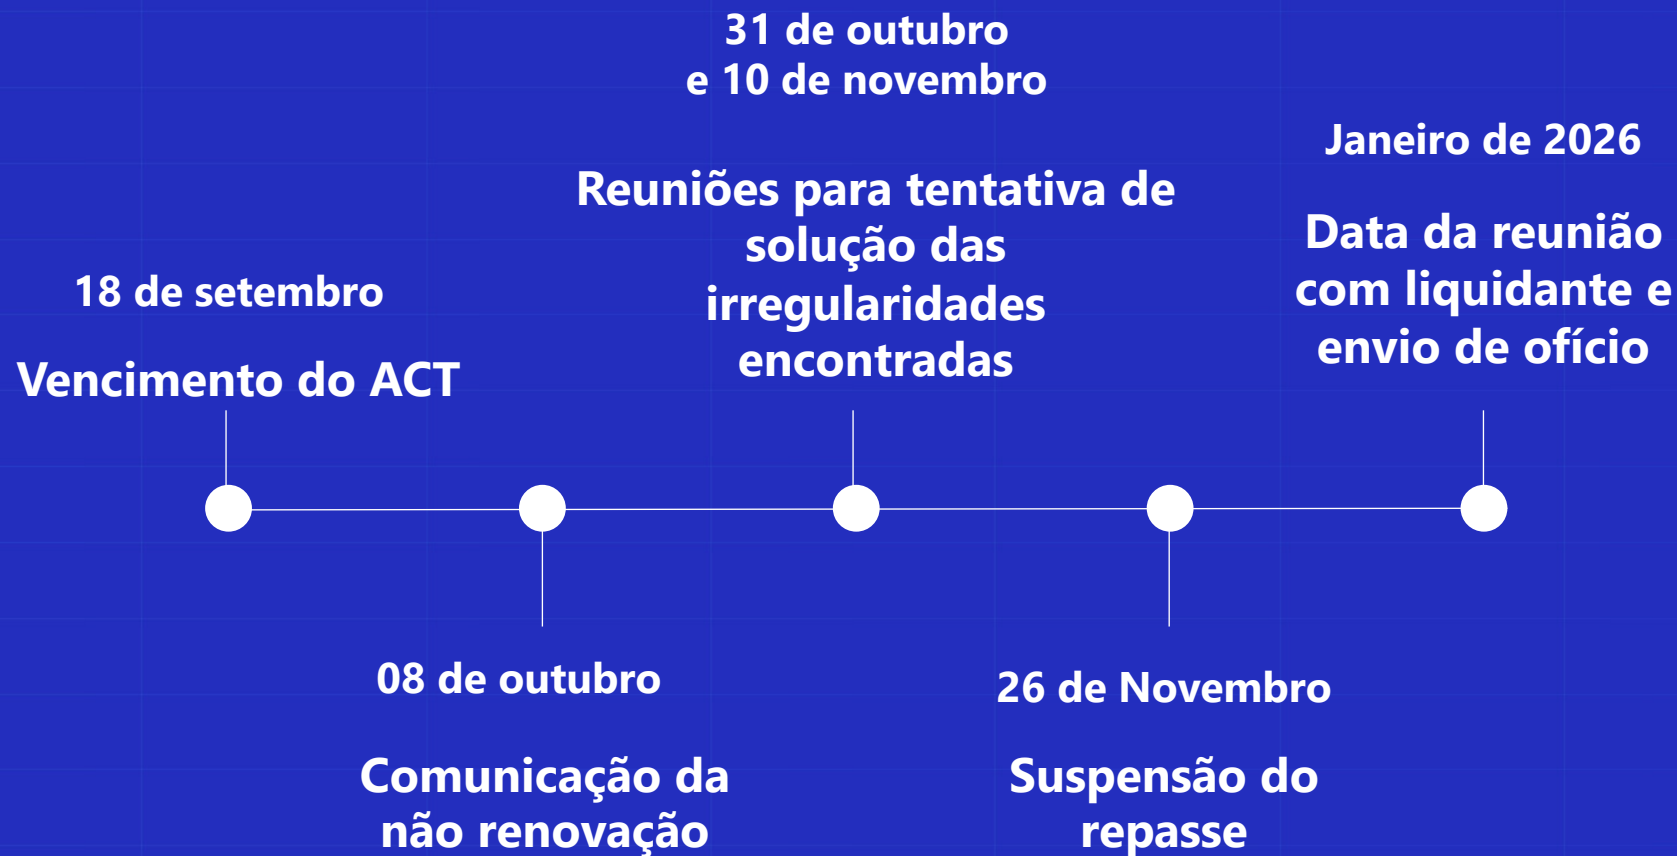 18 de setembro
Vencimento do ACT
08 de outubro
Comunicação da
não renovação
31 de outubro
e 10 de novembro
Reuniões para tentativa de
solução das
irregularidades
encontradas
26 de Novembro
Suspensão do
repasse
Janeiro de 2026
Data da reunião
com liquidante e
envio de ofício